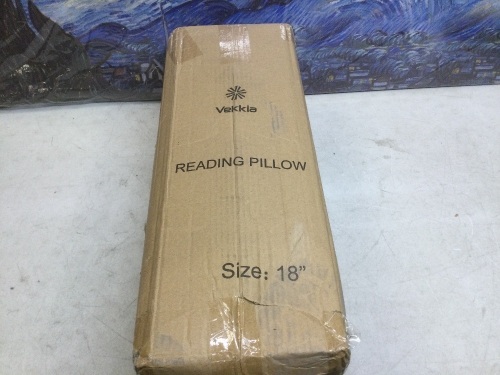 Vekkia
READING PILLOW
Size: 18”